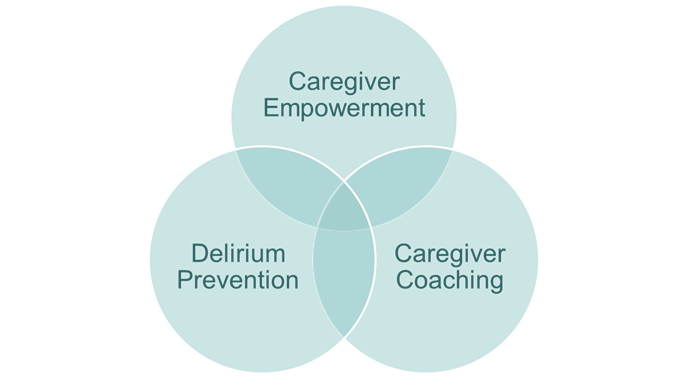 Caregiver
Empowerment
Delirium
Prevention
Caregiver
Coaching